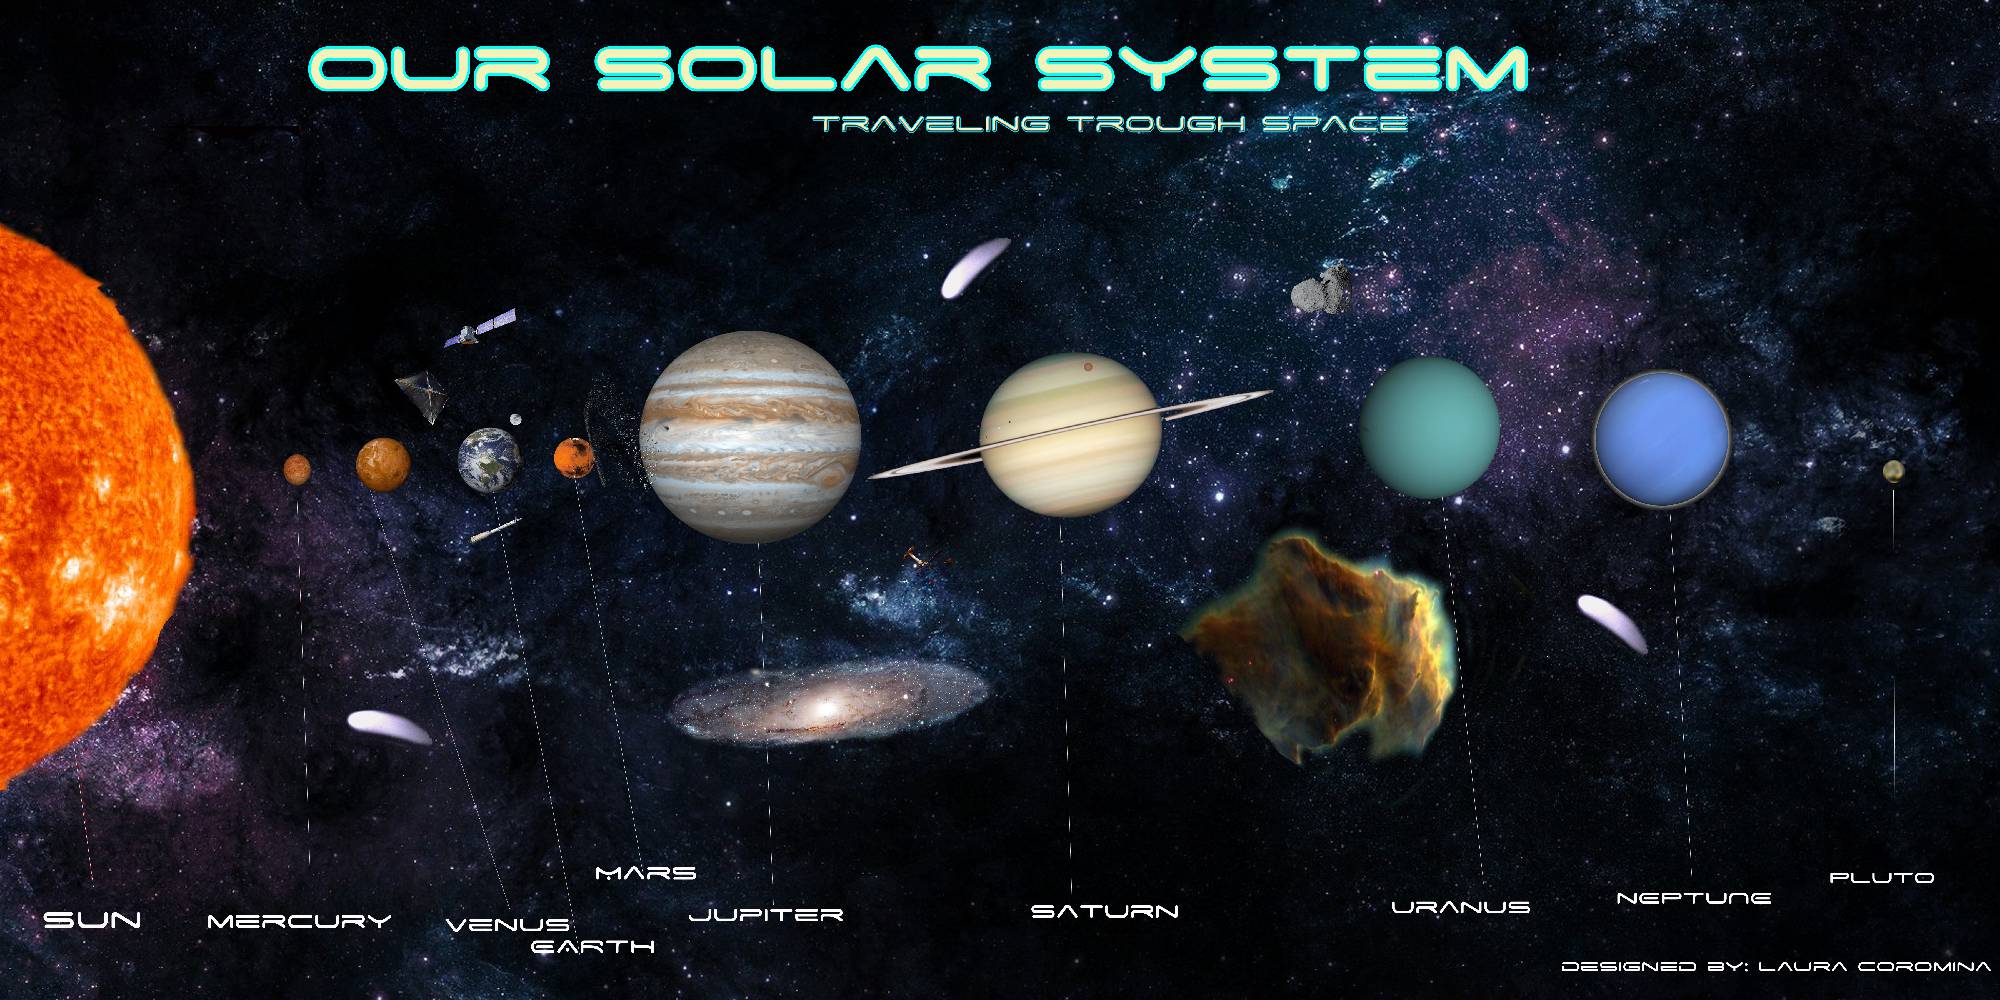 OUR SOLAR SYSTEM
TRAVELING TROUGH SPACE
MARS
PLUTO
SUN
MERCURY
VENUS
JUPITER
SATURN
URANUS
NEPTUNE
EARTH
DESIGNED BY: LAURA COROMINA